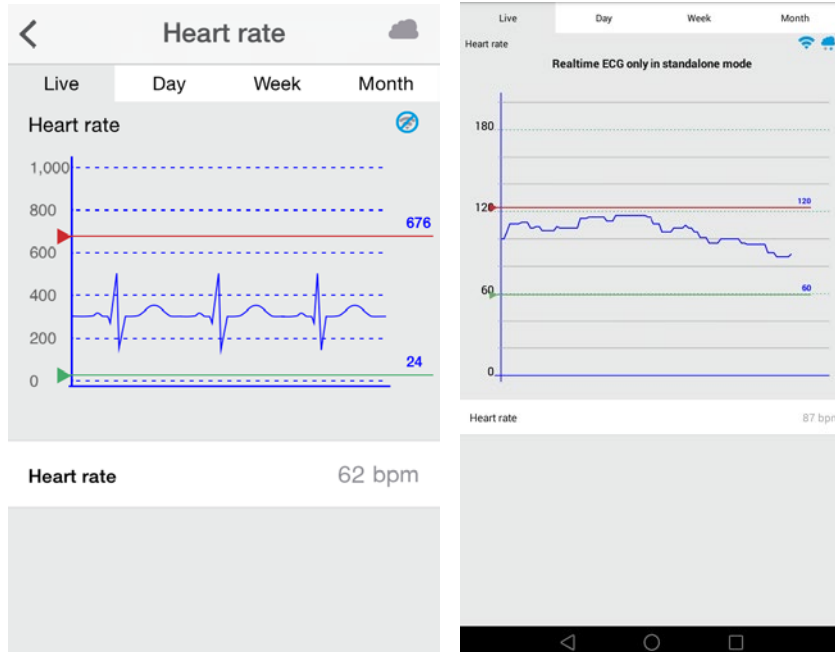 Heart rate
Live Day Week Month
Heart rate
1,000
800
676
600
400
200
24
0
Heart rate 62 bpm
Live Day Week Month
Heart rate
Realtime ECG only in standalone mode
180
120
120
60
60
0
Heart rate 87 bpm